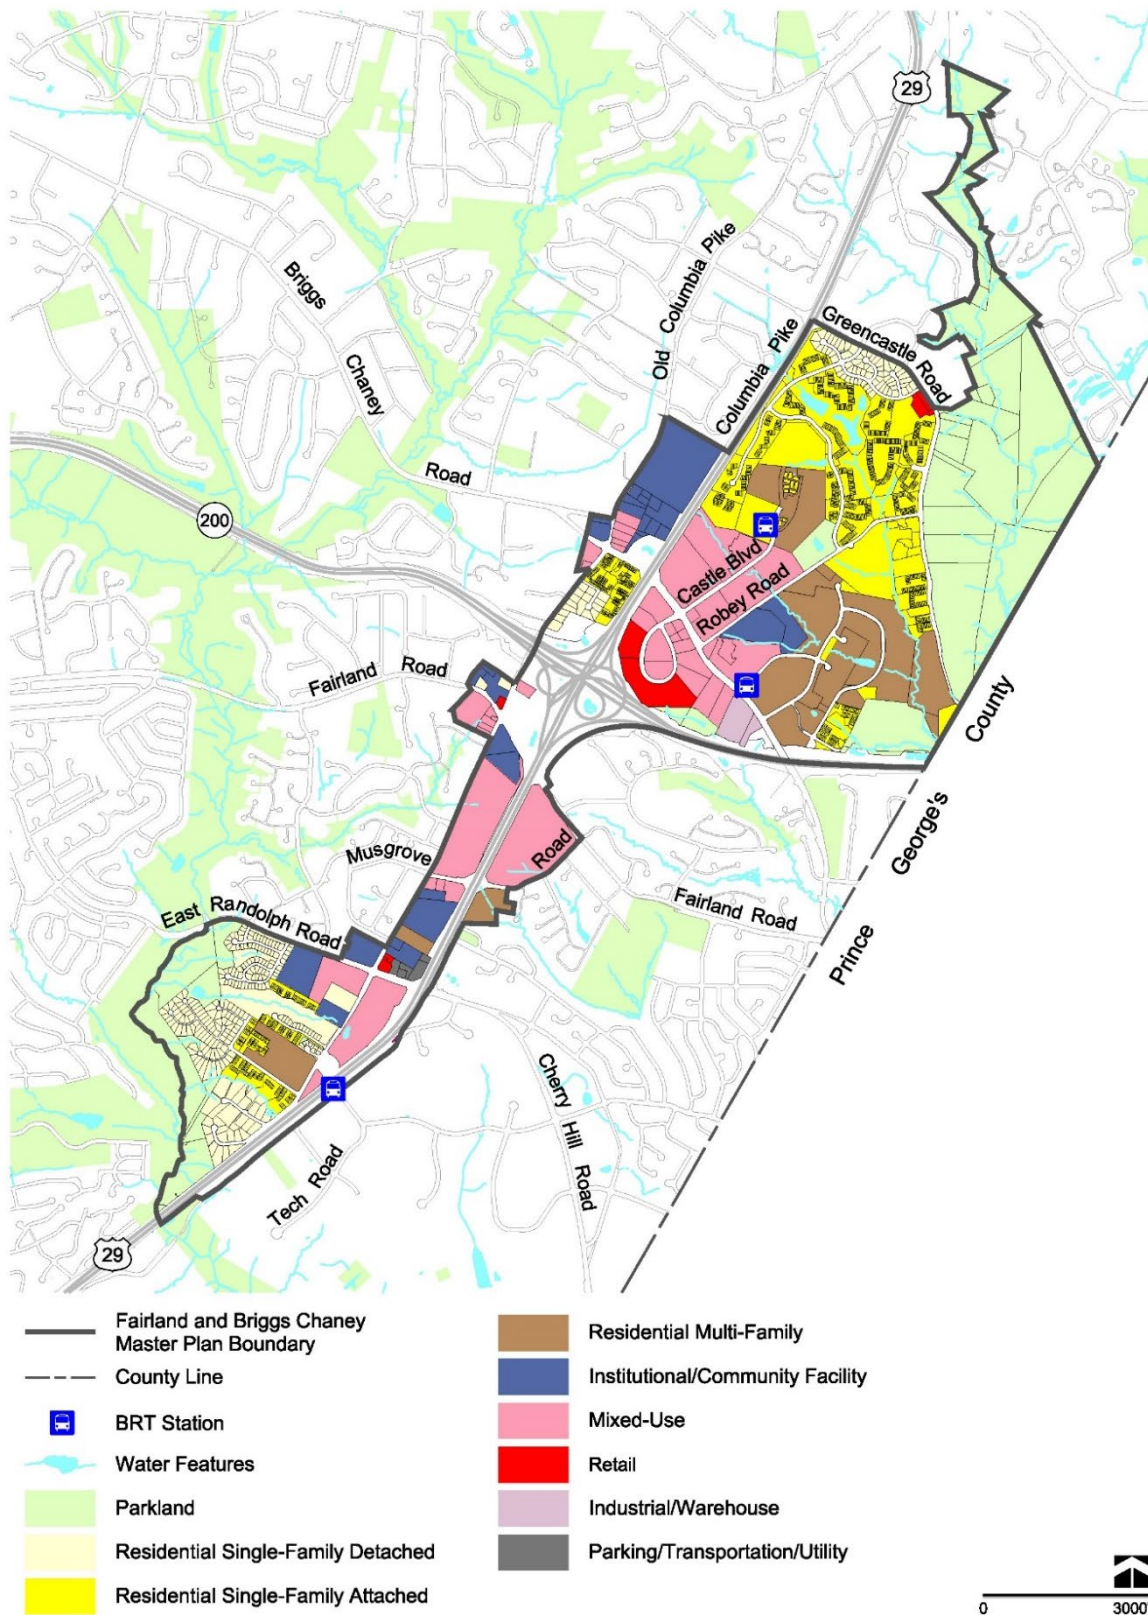 29
Greencastle Road
Old Columbia Pike
Columbia Pike
Briggs
Chaney
Road
200
Castle Blvd
Robey Road
Fairland Road
County
George's
Prince
Musgrove
Road
Fairland Road
East Randolph Road
Cherry Hill Road
Tech Road
29
Fairland and Briggs Chaney
Master Plan Boundary
County Line
BRT Station
Water Features
Parkland
Residential Single-Family Detached
Residential Single-Family Attached
Residential Multi-Family
Institutional/Community Facility
Mixed-Use
Retail
Industrial/Warehouse
Parking/Transportation/Utility
0 3000'